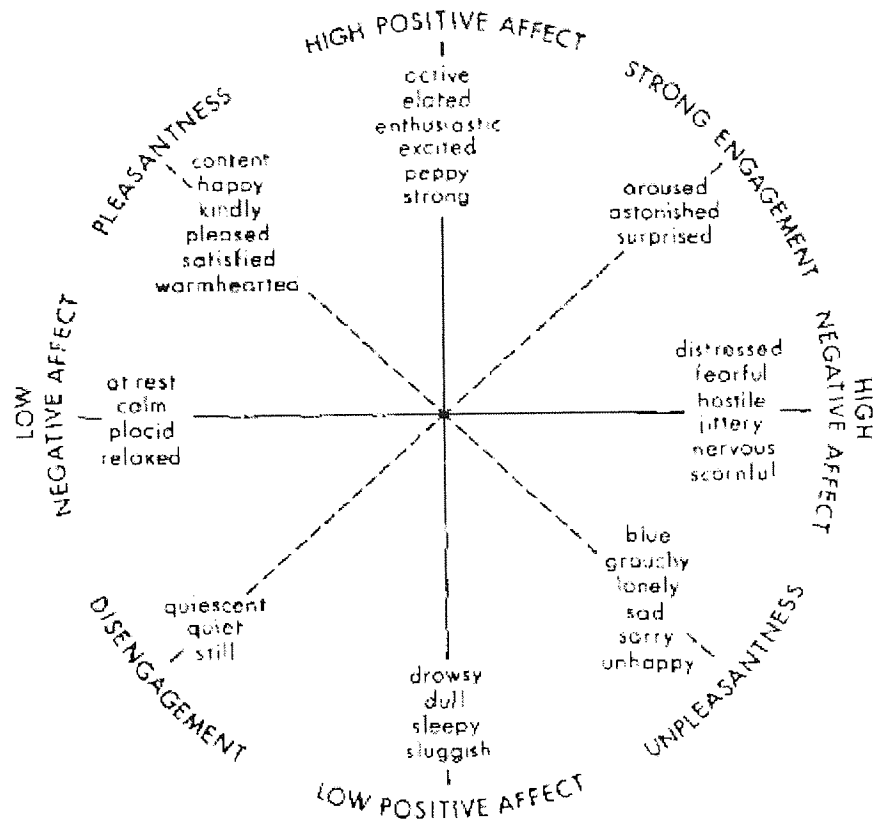 HIGH POSITIVE AFFECT
active
elated
enthusiastic
excited
peppy
strong
STRONG ENGAGEMENT
aroused
astonished
surprised
PLEASANTNESS
content
happy
kindly
pleased
satisfied
warmhearted
HIGH
NEGATIVE AFFECT
distressed
fearful
hostile
jittery
nervous
scornful
LOW
NEGATIVE AFFECT
at rest
calm
placid
relaxed
UNPLEASANTNESS
blue
grouchy
lonely
sad
sorry
unhappy
DISENGAGEMENT
quiescent
quiet
still
drowsy
dull
sleepy
sluggish
LOW POSITIVE AFFECT